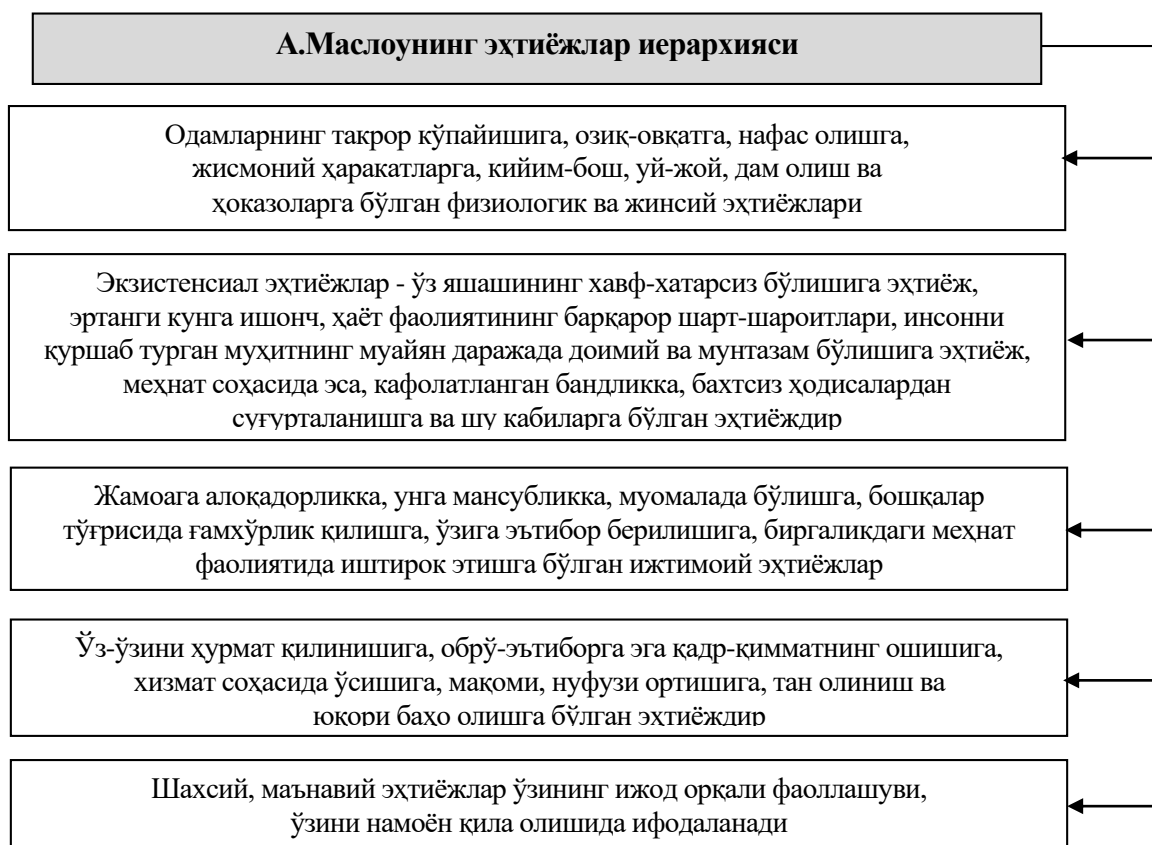 А.Маслоунинг эҳтиёжлар иерархияси
Одамларнинг такрор кўпайишига, озиқ-овқатга, нафас олишга,
жисмоний ҳаракатларга, кийим-бош, уй-жой, дам олиш ва
ҳоказоларга бўлган физиологик ва жинсий эҳтиёжлари
Экзистенсиал эҳтиёжлар - ўз яшашининг хавф-хатарсиз бўлишига эҳтиёж,
эртанги кунга ишонч, ҳаёт фаолиятининг барқарор шарт-шароитлари, инсонни
қуршаб турган муҳитнинг муайян даражада доимий ва мунтазам бўлишига эҳтиёж,
меҳнат соҳасида эса, кафолатланган бандликка, бахтсиз ҳодисалардан
суғурталанишга ва шу кабиларга бўлган эҳтиёждир
Жамоага алоқадорликка, унга мансубликка, муомалада бўлишга, бошқалар
тўғрисида ғамхўрлик қилишга, ўзига эътибор берилишига, биргаликдаги меҳнат
фаолиятида иштирок этишга бўлган ижтимоий эҳтиёжлар
Ўз-ўзини ҳурмат қилинишига, обрў-эътиборга эга қадр-қимматнинг ошишига,
хизмат соҳасида ўсишига, мақоми, нуфузи ортишига, тан олиниш ва
юқори баҳо олишга бўлган эҳтиёждир
Шахсий, маънавий эҳтиёжлар ўзининг ижод орқали фаоллашуви,
ўзини намоён қила олишида ифодаланади